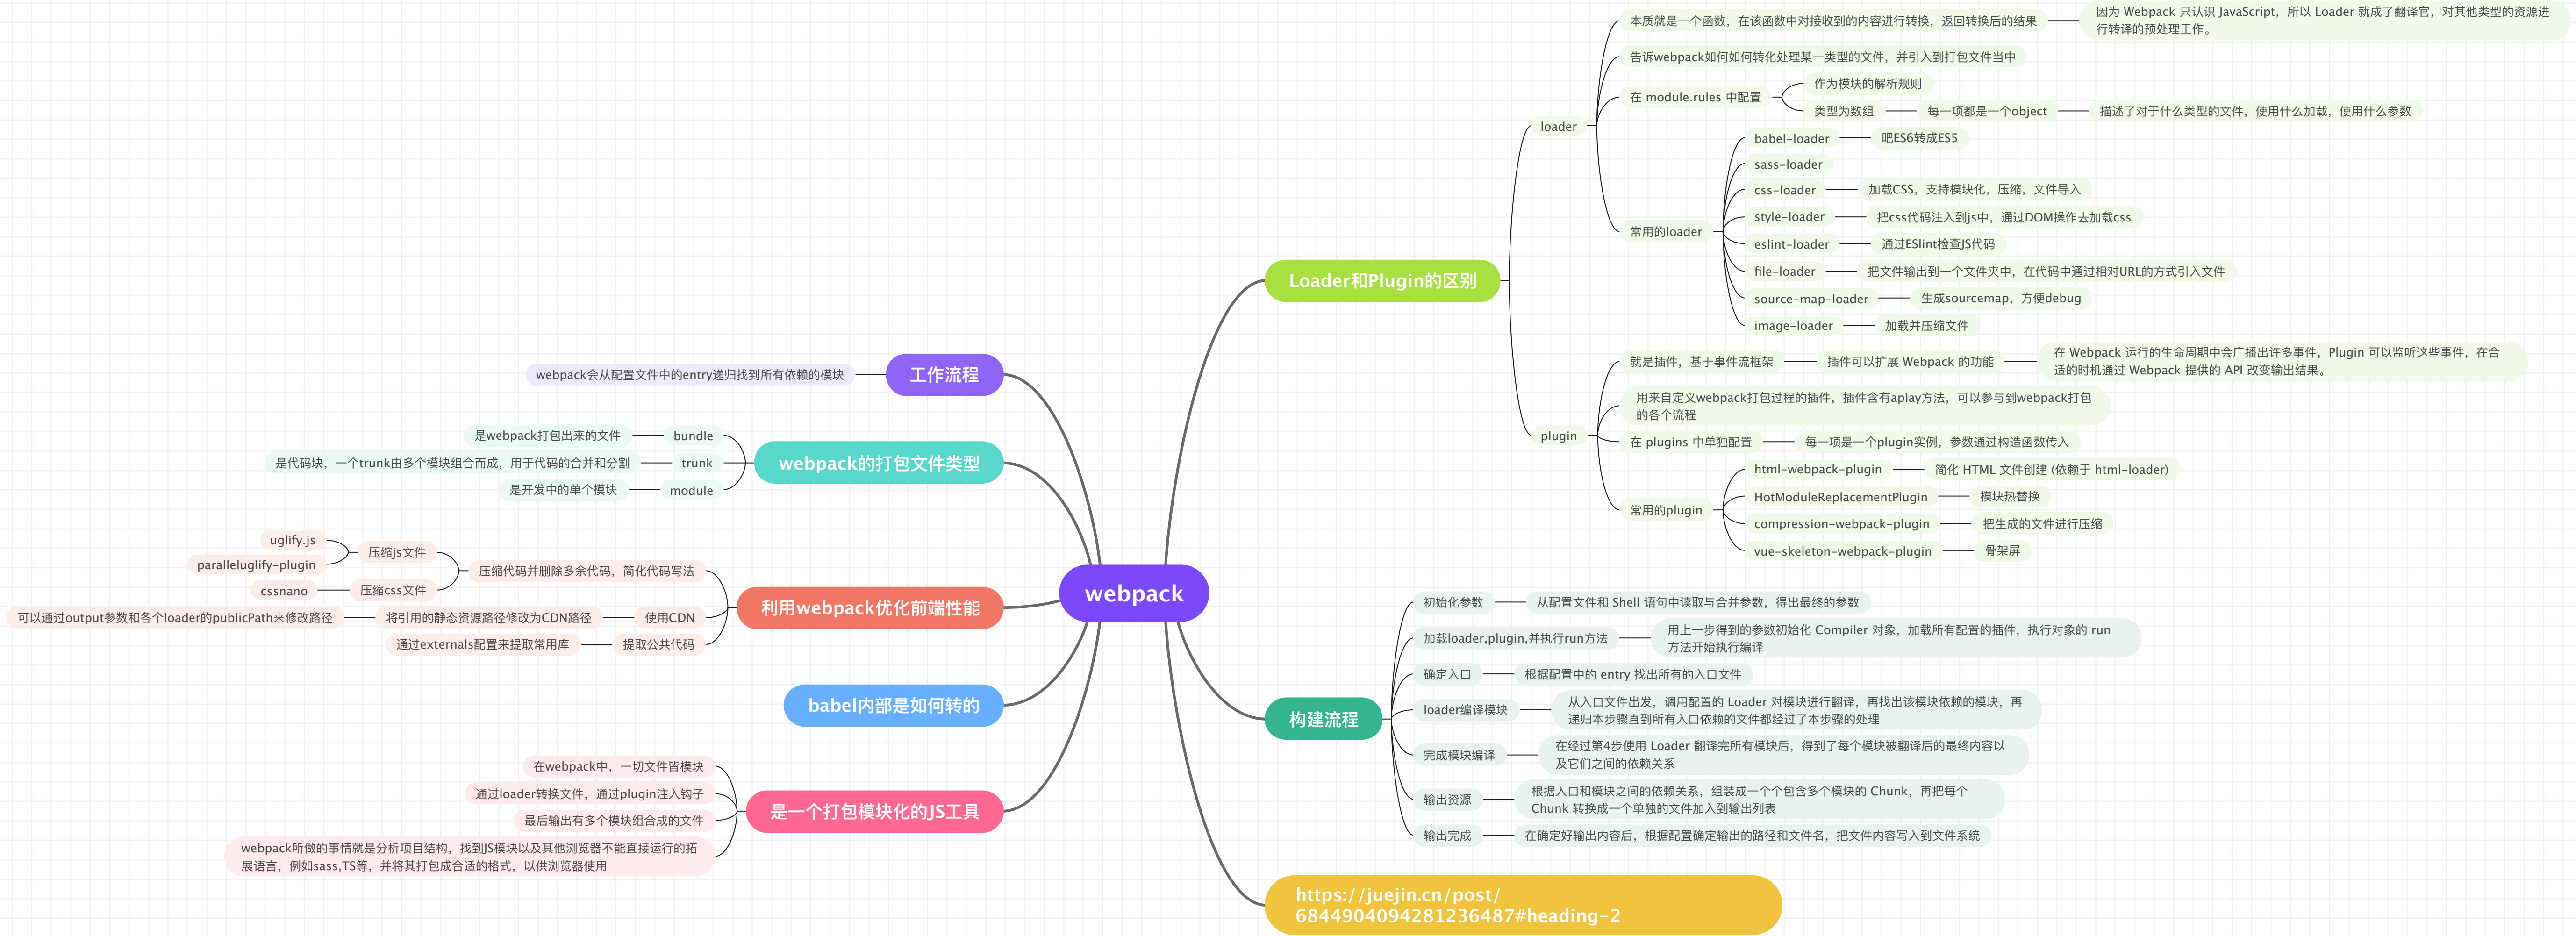 webpack
Loader和Plugin的区别
loader
本质就是一个函数，在该函数中对接收到的内容进行转换，返回转换后的结果
因为 Webpack 只认识 JavaScript，所以 Loader 就成了翻译官，对其他类型的资源进
行转译的预处理工作。
告诉webpack如何如何转化处理某一类型的文件，并引入到打包文件当中
在 module.rules 中配置
作为模块的解析规则
类型为数组
每一项都是一个object
描述了对于什么类型的文件，使用什么加载，使用什么参数
常用的loader
babel-loader
吧ES6转成ES5
sass-loader
css-loader
加载CSS，支持模块化，压缩，文件导入
style-loader
把css代码注入到js中，通过DOM操作去加载css
eslint-loader
通过ESlint检查JS代码
file-loader
把文件输出到一个文件夹中，在代码中通过相对URL的方式引入文件
source-map-loader
生成sourcemap，方便debug
image-loader
加载并压缩文件
plugin
就是插件，基于事件流框架
插件可以扩展 Webpack 的功能
在 Webpack 运行的生命周期中会广播出许多事件，Plugin 可以监听这些事件，在合
适的时机通过 Webpack 提供的 API 改变输出结果。
用来自定义webpack打包过程的插件，插件含有aplay方法，可以参与到webpack打包
的各个流程
在 plugins 中单独配置
每一项是一个plugin实例，参数通过构造函数传入
常用的plugin
html-webpack-plugin
简化 HTML 文件创建 (依赖于 html-loader)
HotModuleReplacementPlugin
模块热替换
compression-webpack-plugin
把生成的文件进行压缩
vue-skeleton-webpack-plugin
骨架屏
构建流程
初始化参数
从配置文件和 Shell 语句中读取与合并参数，得出最终的参数
加载loader,plugin,并执行run方法
用上一步得到的参数初始化 Compiler 对象，加载所有配置的插件，执行对象的 run
方法开始执行编译
确定入口
根据配置中的 entry 找出所有的入口文件
loader编译模块
从入口文件出发，调用配置的 Loader 对模块进行翻译，再找出该模块依赖的模块，再
递归本步骤直到所有入口依赖的文件都经过了本步骤的处理
完成模块编译
在经过第4步使用 Loader 翻译完所有模块后，得到了每个模块被翻译后的最终内容以
及它们之间的依赖关系
输出资源
根据入口和模块之间的依赖关系，组装成一个个包含多个模块的 Chunk，再把每个
Chunk 转换成一个单独的文件加入到输出列表
输出完成
在确定好输出内容后，根据配置确定输出的路径和文件名，把文件内容写入到文件系统
https://juejin.cn/post/
6844904094281236487#heading-2
工作流程
webpack会从配置文件中的entry递归找到所有依赖的模块
webpack的打包文件类型
bundle
是webpack打包出来的文件
trunk
是代码块，一个trunk由多个模块组合而成，用于代码的合并和分割
module
是开发中的单个模块
利用webpack优化前端性能
压缩代码并删除多余代码，简化代码写法
压缩js文件
uglify.js
paralleluglify-plugin
压缩css文件
cssnano
使用CDN
将引用的静态资源路径修改为CDN路径
可以通过output参数和各个loader的publicPath来修改路径
提取公共代码
通过externals配置来提取常用库
babel内部是如何转的
是一个打包模块化的JS工具
在webpack中，一切文件皆模块
通过loader转换文件，通过plugin注入钩子
最后输出有多个模块组合成的文件
webpack所做的事情就是分析项目结构，找到JS模块以及其他浏览器不能直接运行的拓
展语言，例如sass,TS等，并将其打包成合适的格式，以供浏览器使用